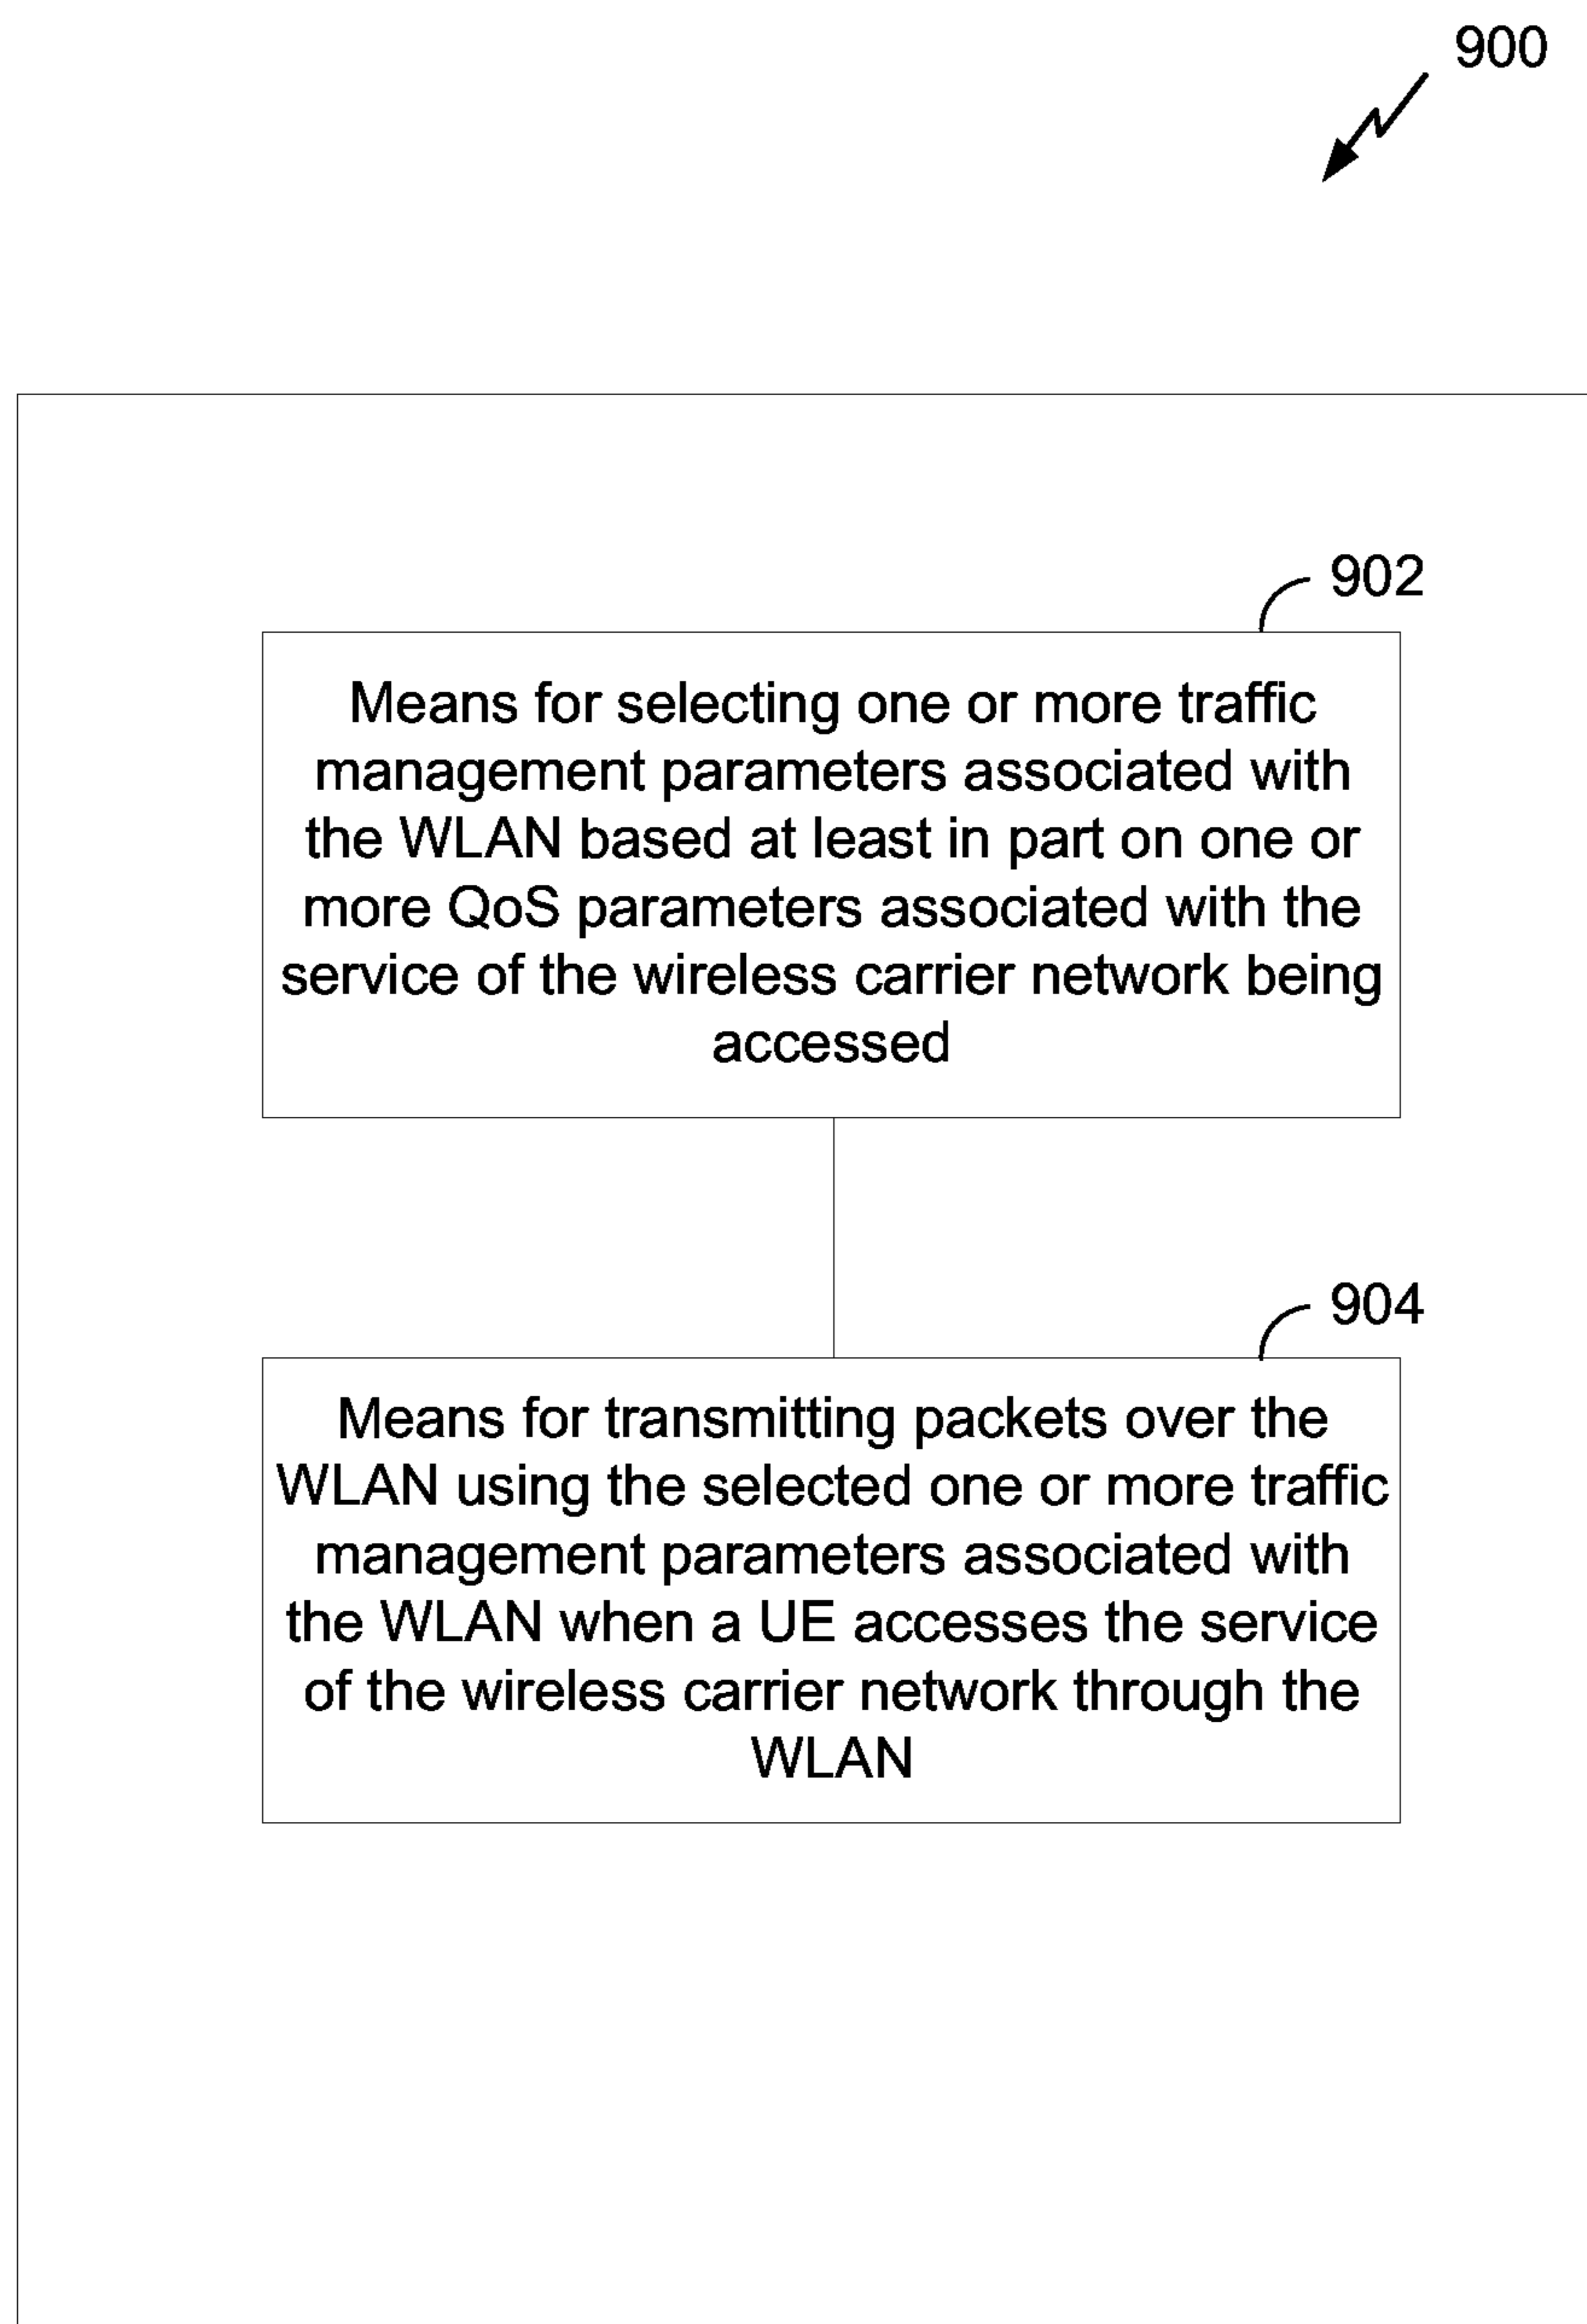 900
902
Means for selecting one or more traffic
management parameters associated with
the WLAN based at least in part on one or
more QoS parameters associated with the
service of the wireless carrier network being
accessed
904
Means for transmitting packets over the
WLAN using the selected one or more traffic
management parameters associated with
the WLAN when a UE accesses the service
of the wireless carrier network through the
WLAN